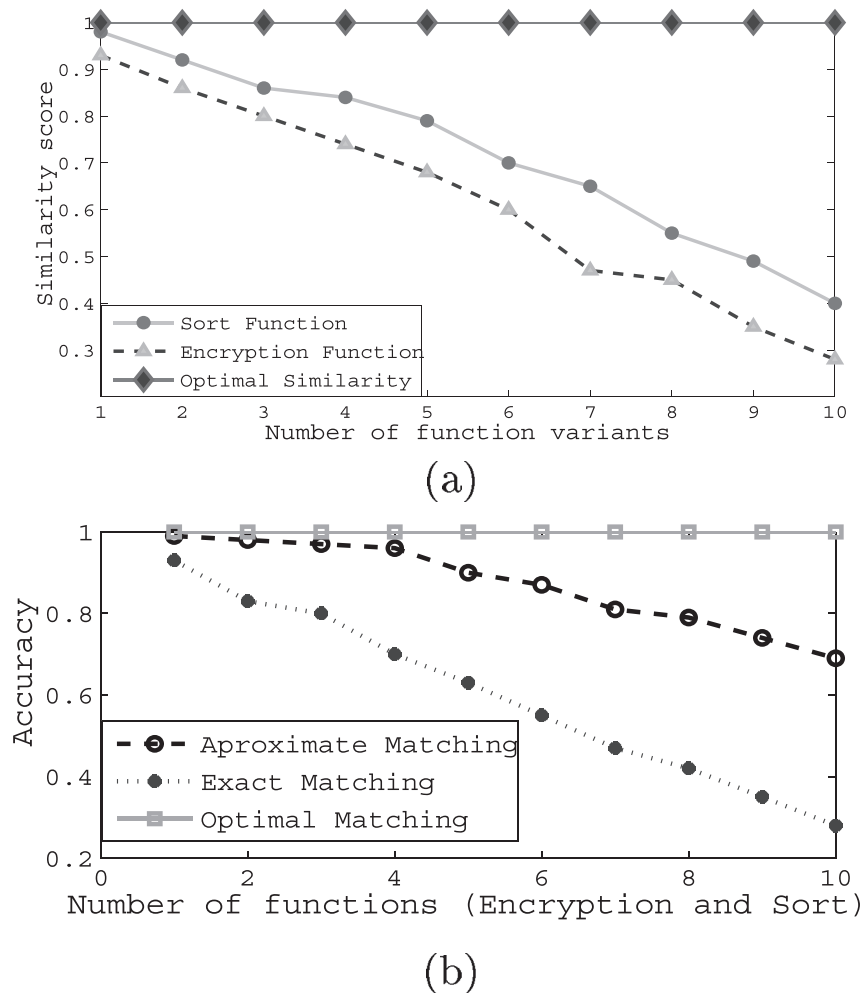 1
0.9
0.8
0.7
0.6
0.5
0.4
0.3
Similarity score
Sort Function
Encryption Function
Optimal Similarity
1 2 3 4 5 6 7 8 9 10
Number of function variants
(a)
1
0.8
0.6
0.4
0.2
Accuracy
Aproximate Matching
Exact Matching
Optimal Matching
0 2 4 6 8 10
Number of functions (Encryption and Sort)
(b)